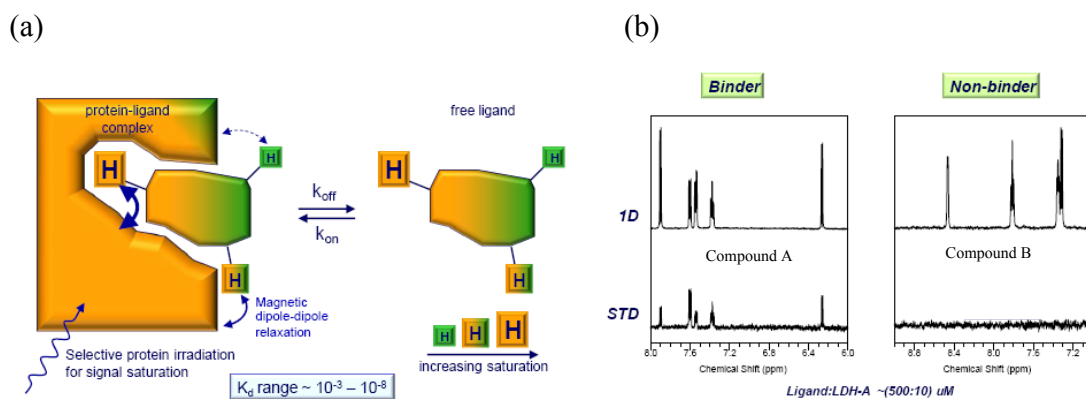 (a)
protein-ligand
complex
H
H
H
Magnetic
dipole-dipole
relaxation
Selective protein irradiation
for signal saturation
koff
kon
free ligand
H
H
H
H H H
increasing saturation
Kd range ~ 10-3 – 10-8
(b)
Binder
Non-binder
1D
Compound A
Compound B
STD
8.0 7.6 7.2 6.8 6.4 6.0
Chemical Shift (ppm)
8.8 8.4 8.0 7.6 7.2
Chemical Shift (ppm)
Ligand:LDH-A ~(500:10) uM